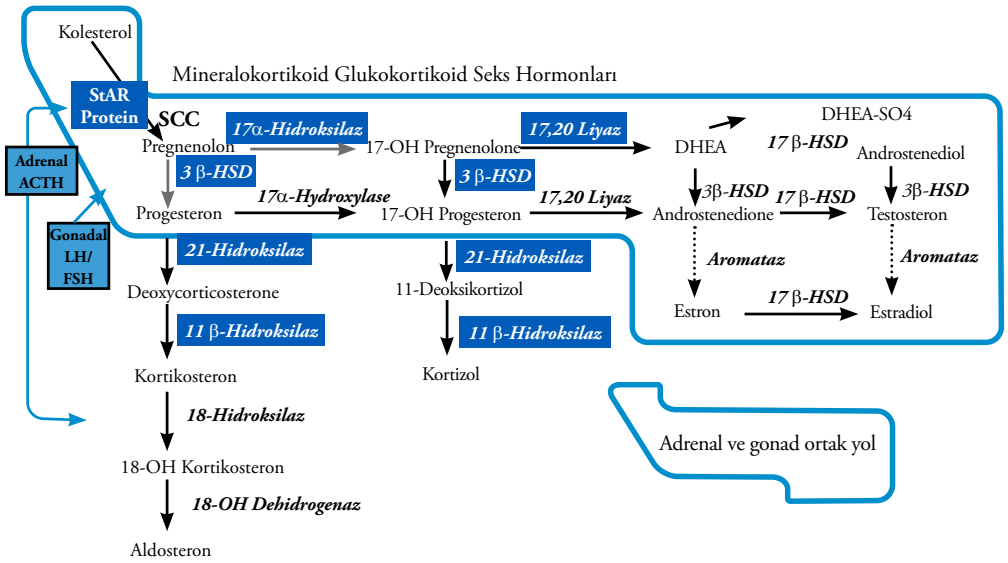 Kolesterol
Mineralokortikoid Glukokortikoid Seks Hormonları
StAR
Protein
SCC
17α-Hidroksilaz
17,20 Liyaz
DHEA-SO4
Pregnenolon
17-OH Pregnenolone
DHEA
17 β-HSD
Androstenediol
Adrenal
ACTH
3 β-HSD
3 β-HSD
3β-HSD
3β-HSD
17α-Hydroxylase
17,20 Liyaz
17 β-HSD
Progesteron
17-OH Progesteron
Androstenedione
Testosteron
Gonadal
LH/
FSH
21-Hidroksilaz
21-Hidroksilaz
Aromataz
Aromataz
Deoxycorticosterone
11-Deoksikortizol
17 β-HSD
Estron
Estradiol
11 β-Hidroksilaz
11 β-Hidroksilaz
Kortikosteron
Kortizol
18-Hidroksilaz
Adrenal ve gonad ortak yol
18-OH Kortikosteron
18-OH Dehidrogenaz
Aldosteron